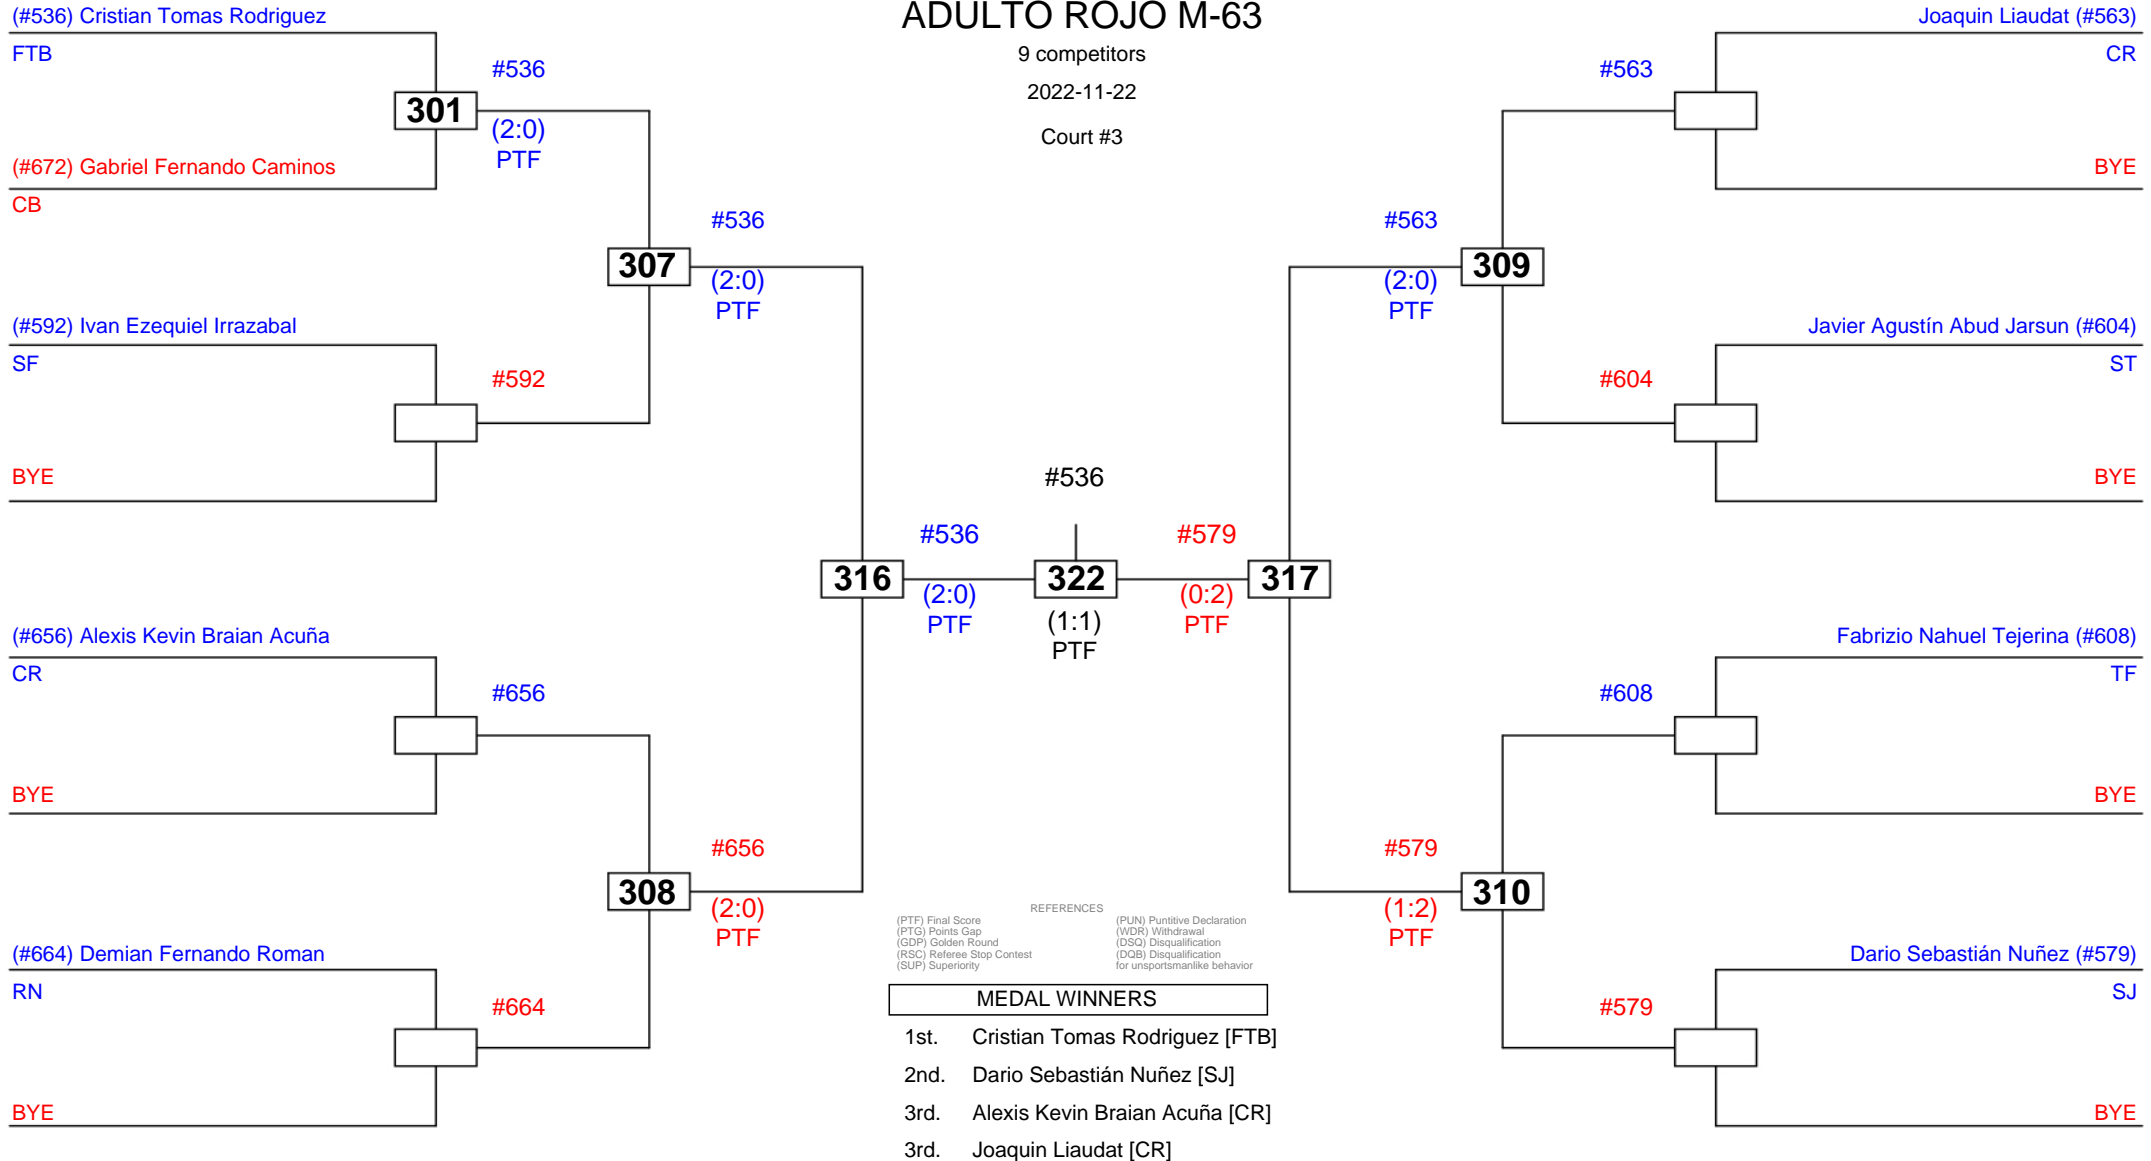 ADULTO ROJO M-63
9 competitors
2022-11-22
Court #3
(#536) Cristian Tomas Rodriguez
FTB
#536
301
(2:0)
PTF
(#672) Gabriel Fernando Caminos
CB
#536
307
(2:0)
PTF
(#592) Ivan Ezequiel Irrazabal
SF
#592
BYE
#536
316
(2:0)
PTF
(#656) Alexis Kevin Braian Acuña
CR
#656
BYE
#656
308
(2:0)
PTF
(#664) Demian Fernando Roman
RN
#664
BYE
#536
322
(1:1)
PTF
Joaquin Liaudat (#563)
CR
#563
BYE
#563
309
(2:0)
PTF
Javier Agustín Abud Jarsun (#604)
ST
#604
BYE
#579
317
(0:2)
PTF
Fabrizio Nahuel Tejerina (#608)
TF
#608
BYE
#579
310
(1:2)
PTF
Dario Sebastián Nuñez (#579)
SJ
#579
BYE
REFERENCES
(PTF) Final Score
(PTG) Points Gap
(GDP) Golden Round
(RSC) Referee Stop Contest
(SUP) Superiority
(PUN) Puntitive Declaration
(WDR) Withdrawal
(DSQ) Disqualification
(DQB) Disqualification
for unsportsmanlike behavior
MEDAL WINNERS
1st. Cristian Tomas Rodriguez [FTB]
2nd. Dario Sebastián Nuñez [SJ]
3rd. Alexis Kevin Braian Acuña [CR]
3rd. Joaquin Liaudat [CR]